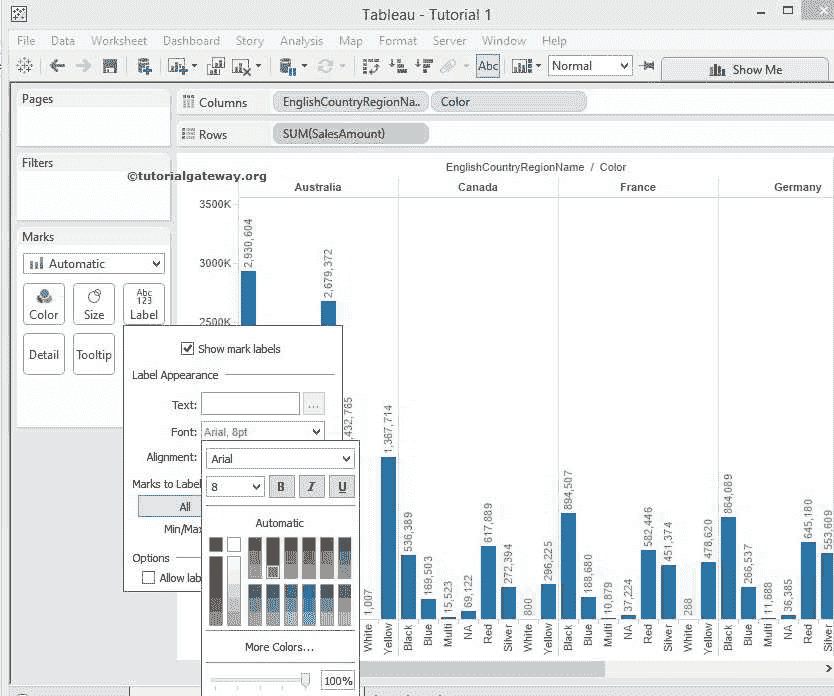 Tableau - Tutorial 1
File Data Worksheet Dashboard Story Analysis Map Format Server Window Help
Abc Normal Show Me
Pages
Columns EnglishCountryRegionNa.. Color
Rows SUM(SalesAmount)
Filters
©tutorialgateway.org
EnglishCountryRegionName / Color
Australia Canada France Germany
3500K
3000K
2500K
2,930,604
2,679,372
432,765
1,007
1,367,714
536,389
169,503
15,523
69,122
617,889
272,394
800
296,225
894,507
188,680
10,879
37,224
582,446
451,374
288
478,620
864,089
286,537
11,688
36,385
645,180
553,609
White Yellow Black Blue Multi NA Red Silver White Yellow Black Blue Multi NA Red Silver White Yellow Black Blue Multi NA Red Silver
Marks
Automatic
Abc
123
Color Size Label
Detail Tooltip
Show mark labels
Label Appearance
Text: ...
Font: Arial, 8pt
Alignment:
Arial
Marks to Label
8 B I U
All
Min/Max
Automatic
Options
Allow lab
More Colors...
100%